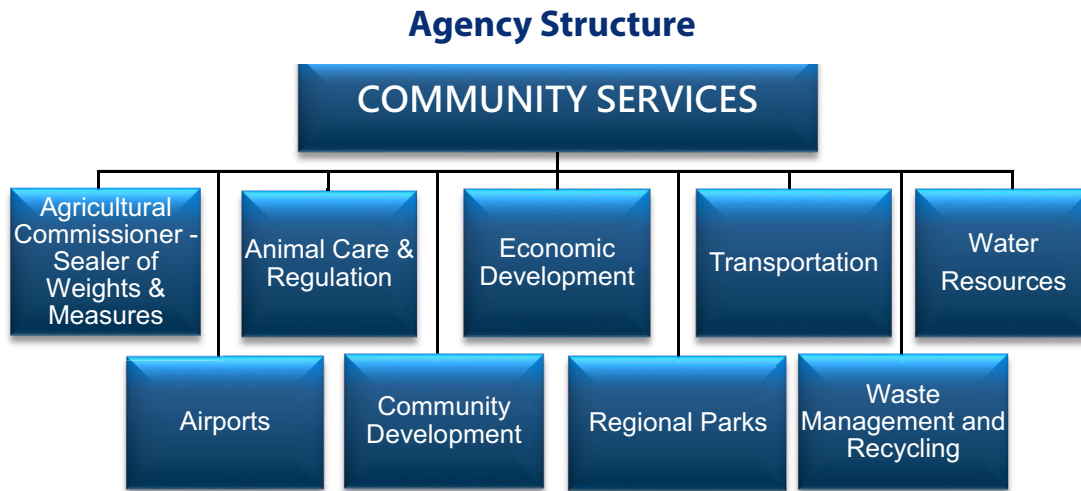 Agency Structure
COMMUNITY SERVICES
Agricultural
Commissioner -
Sealer of
Weights &
Measures
Animal Care &
Regulation
Economic
Development
Transportation
Water
Resources
Airports
Community
Development
Regional Parks
Waste
Management and
Recycling